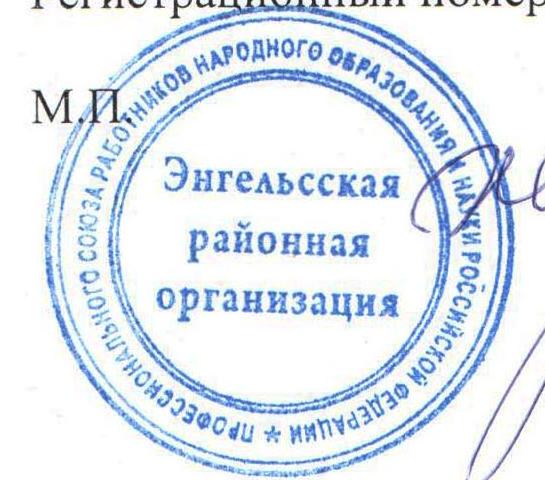 Регистрационный номер
М.П.
ПРОФЕССИОНАЛЬНОГО СОЮЗА РАБОТНИКОВ НАРОДНОГО ОБРАЗОВАНИЯ И НАУКИ РОССИЙСКОЙ ФЕДЕРАЦИИ *
Энгельсская
районная
организация